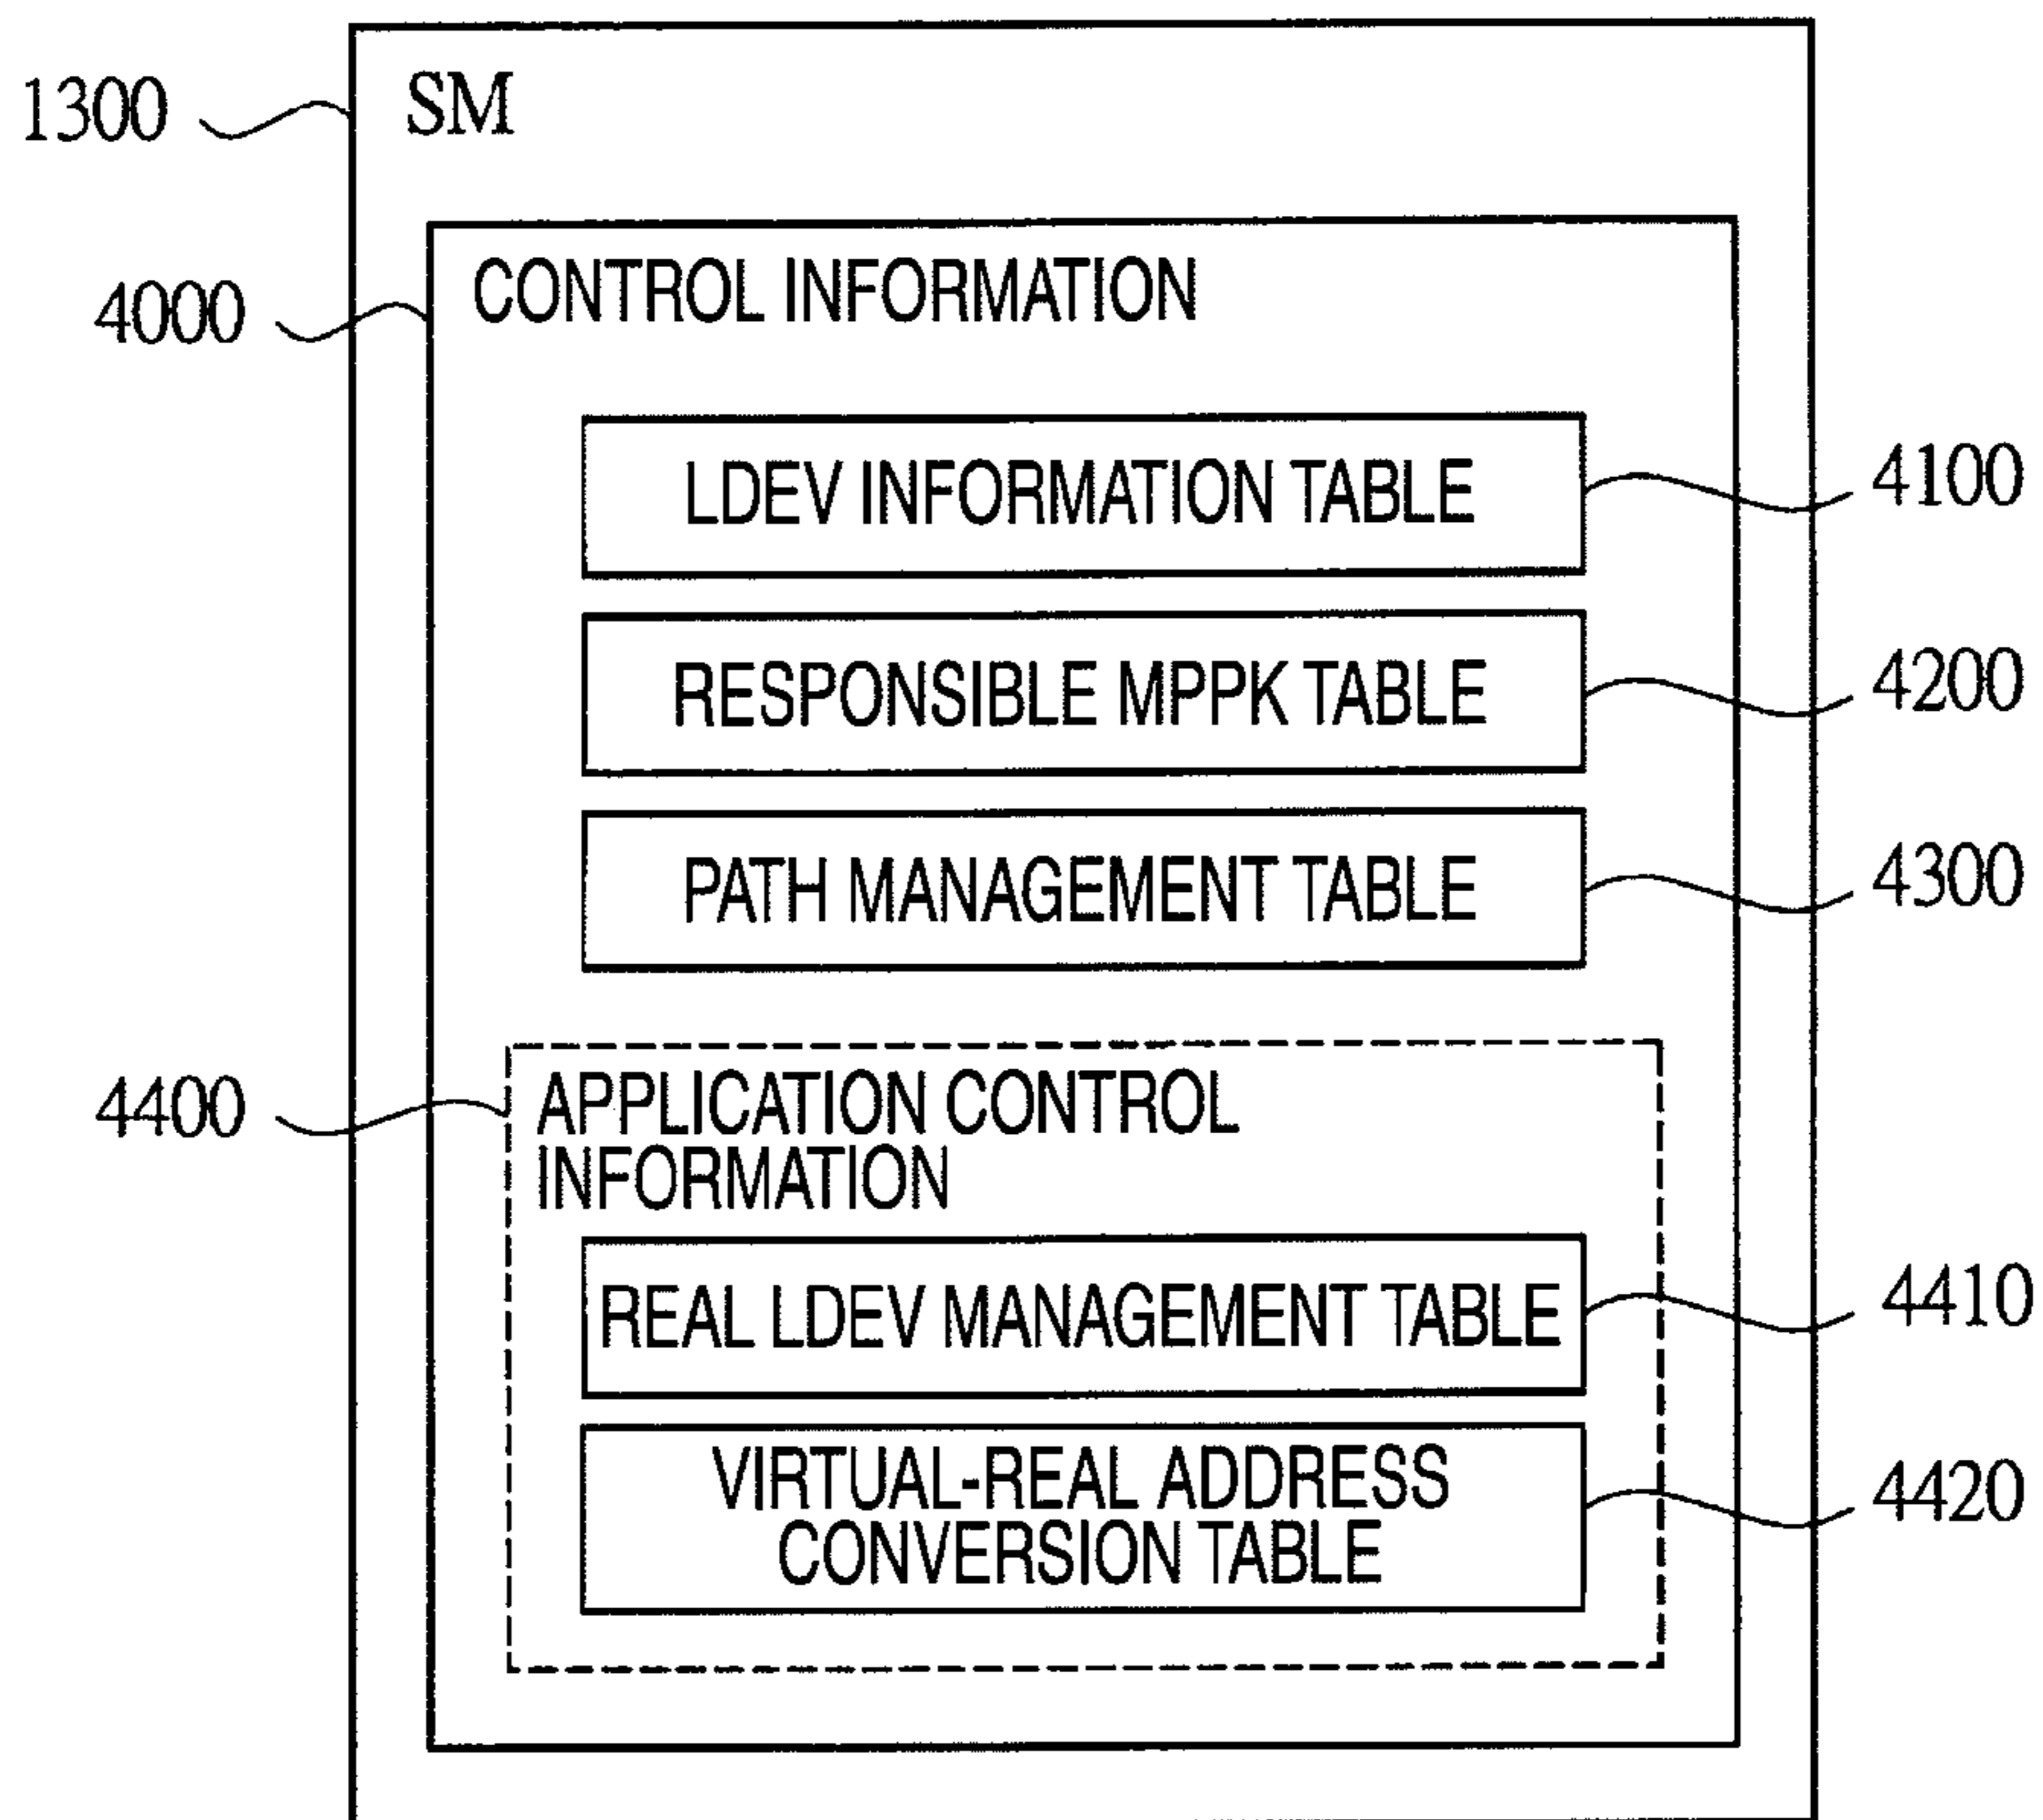 1300
SM
4000
CONTROL INFORMATION
LDEV INFORMATION TABLE
4100
RESPONSIBLE MPPK TABLE
4200
PATH MANAGEMENT TABLE
4300
4400
APPLICATION CONTROL
INFORMATION
REAL LDEV MANAGEMENT TABLE
4410
VIRTUAL-REAL ADDRESS
CONVERSION TABLE
4420